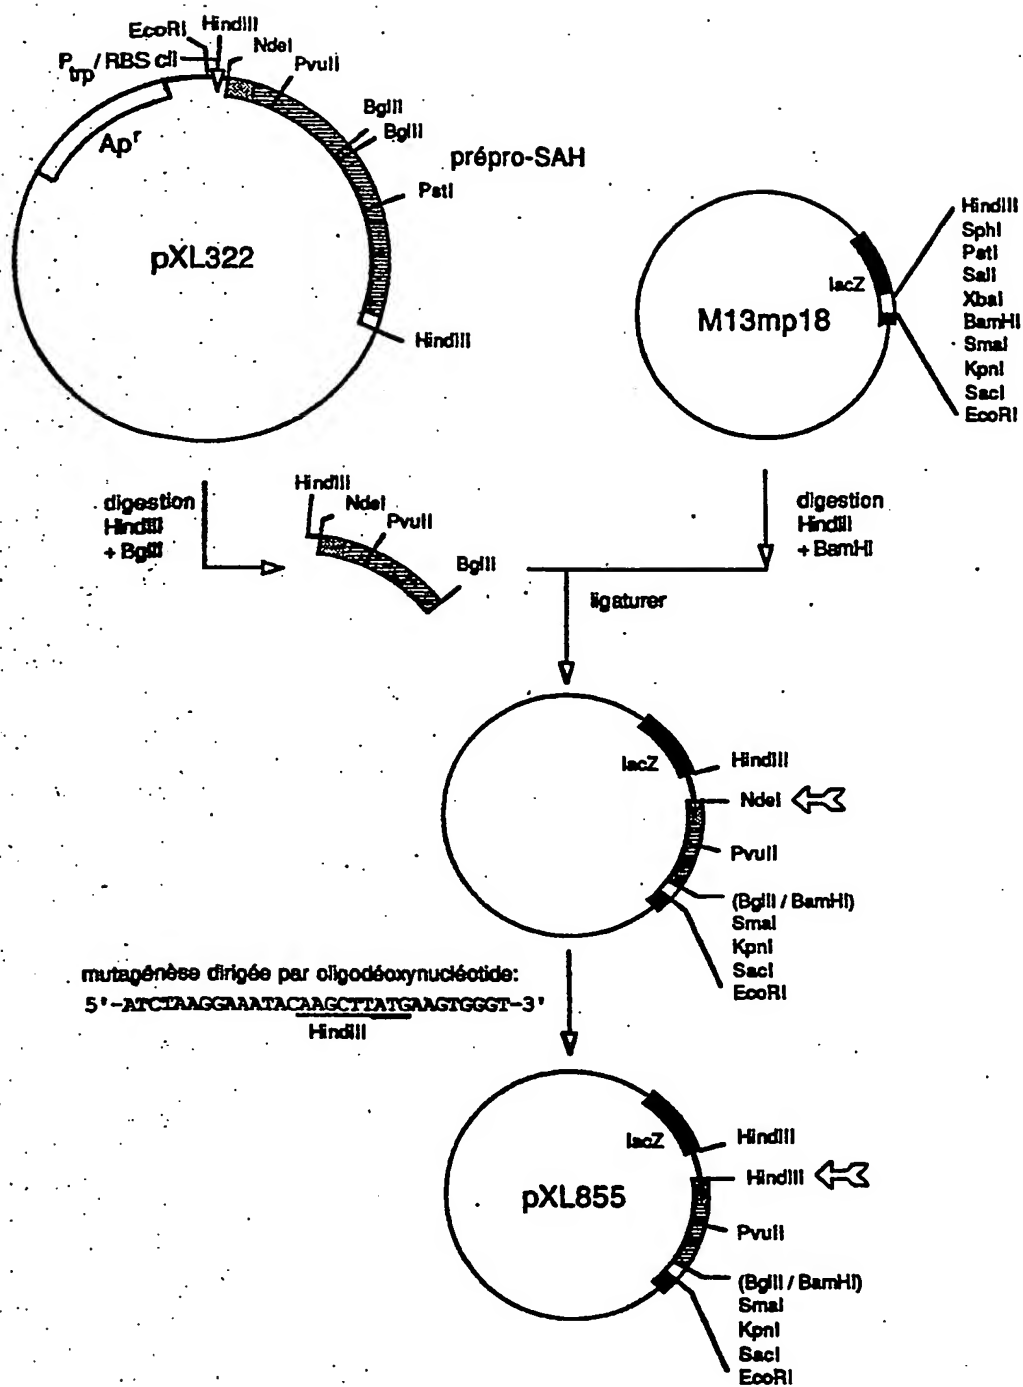 EcoRI
HindIII
NdeI
P trp / RBS cII
PvuII
Ap r
BglII
BglII
prépro-SAH
PstI
pXL322
HindIII
lacZ
M13mp18
HindIII
SphI
PstI
SalI
XbaI
BamHI
SmaI
KpnI
SacI
EcoRI
digestion
HindIII
+ BglII
HindIII
NdeI
PvuII
BglII
digestion
HindIII
+ BamHI
ligaturer
lacZ
HindIII
NdeI
PvuII
(BglII / BamHI)
SmaI
KpnI
SacI
EcoRI
mutagénèse dirigée par oligodéoxynucléotide:
5'-ATCTAAGGAAATACAAGCTTATGAAGTGGGT-3'
HindIII
lacZ
HindIII
HindIII
pXL855
PvuII
(BglII / BamHI)
SmaI
KpnI
SacI
EcoRI